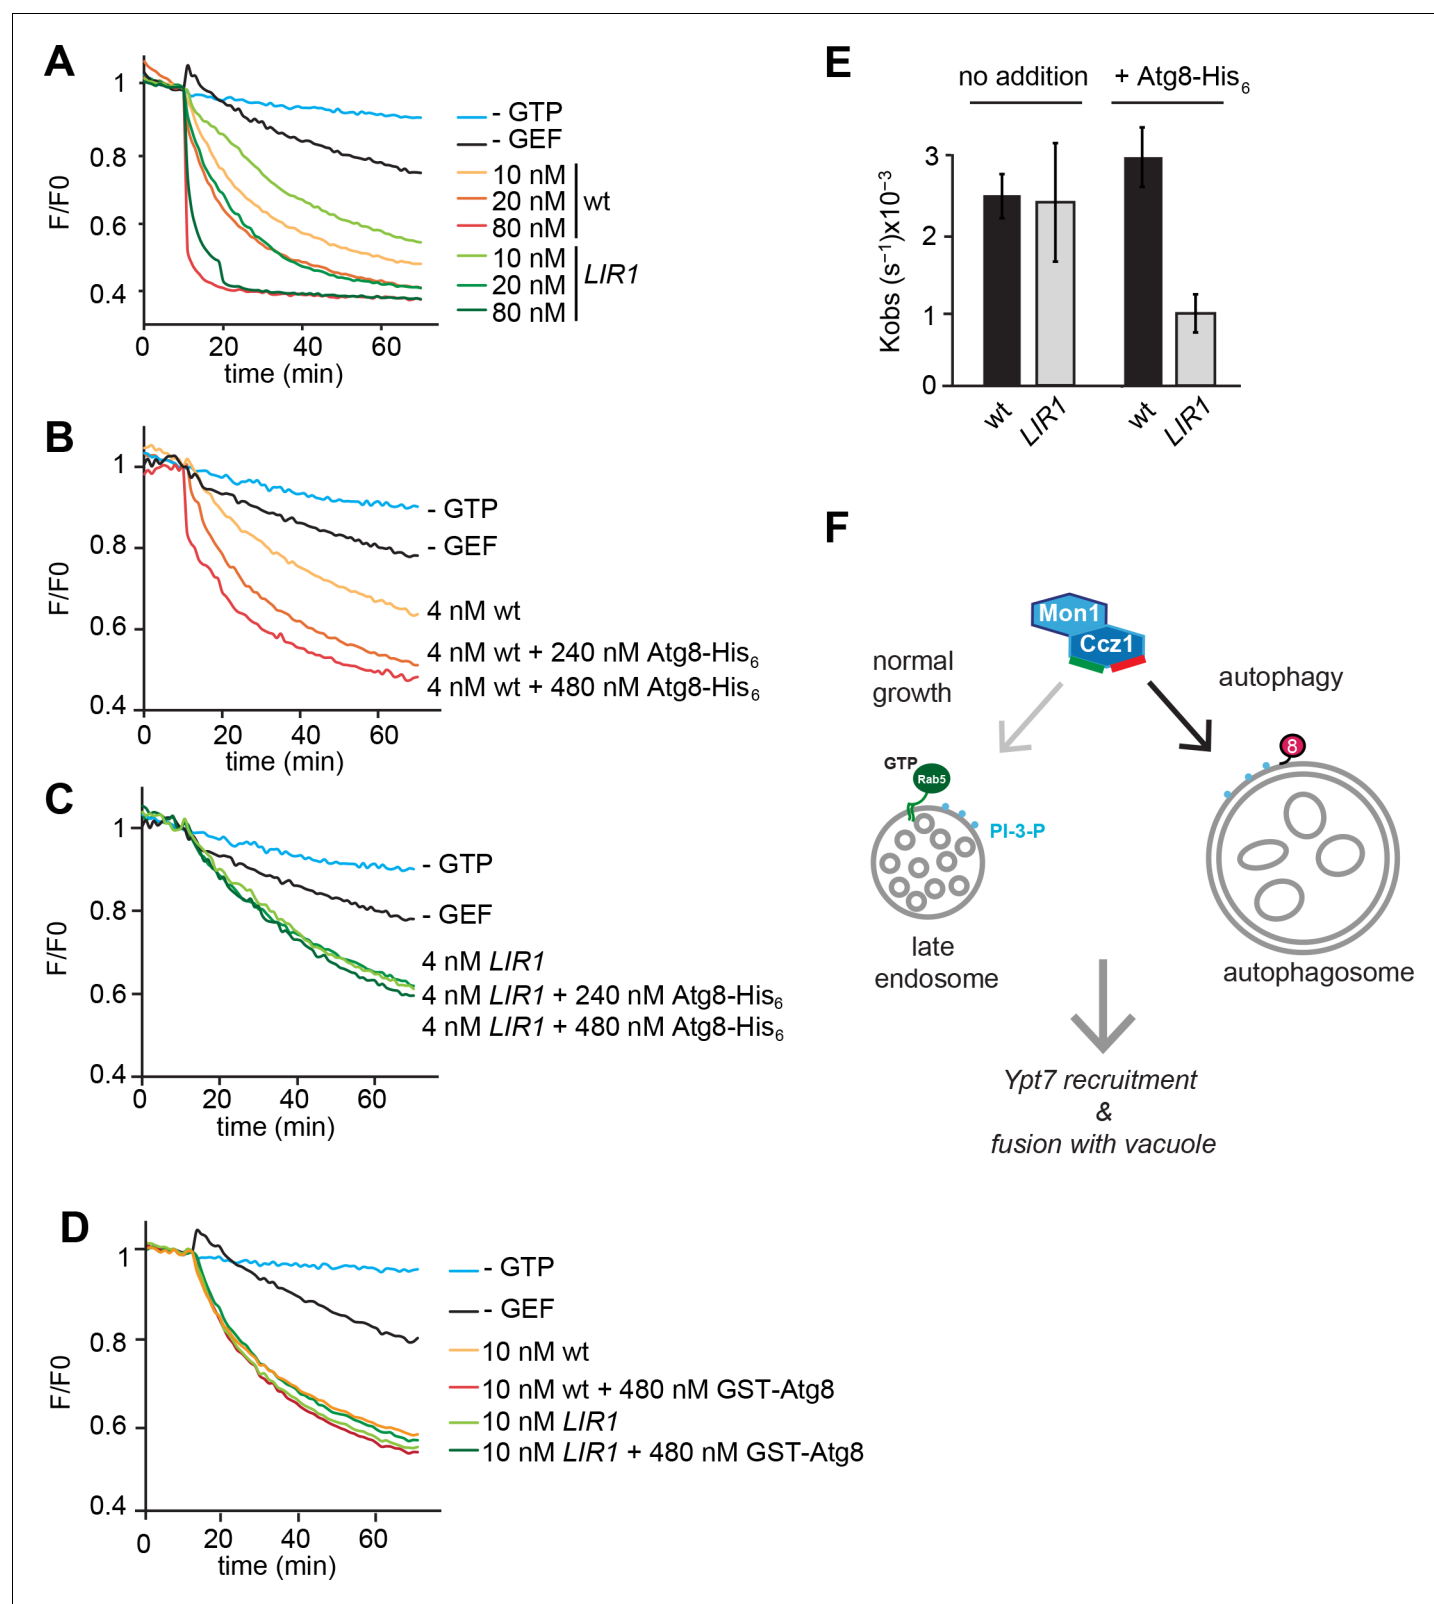 A
1
0.8
0.6
0.4
F/F0
0 20 40 60
time (min)
- GTP
- GEF
10 nM
20 nM
80 nM
wt
10 nM
20 nM
80 nM
LIR1
B
1
0.8
0.6
0.4
F/F0
0 20 40 60
time (min)
- GTP
- GEF
4 nM wt
4 nM wt + 240 nM Atg8-His6
4 nM wt + 480 nM Atg8-His6
C
1
0.8
0.6
0.4
F/F0
0 20 40 60
time (min)
- GTP
- GEF
4 nM LIR1
4 nM LIR1 + 240 nM Atg8-His6
4 nM LIR1 + 480 nM Atg8-His6
D
1
0.8
0.6
0.4
F/F0
0 20 40 60
time (min)
- GTP
- GEF
10 nM wt
10 nM wt + 480 nM GST-Atg8
10 nM LIR1
10 nM LIR1 + 480 nM GST-Atg8
E
no addition + Atg8-His6
3
2
1
0
Kobs (s⁻¹)x10⁻³
wt LIR1 wt LIR1
F
Mon1
Ccz1
normal
growth
autophagy
GTP
Rab5
PI-3-P
8
late
endosome
autophagosome
Ypt7 recruitment
&
fusion with vacuole